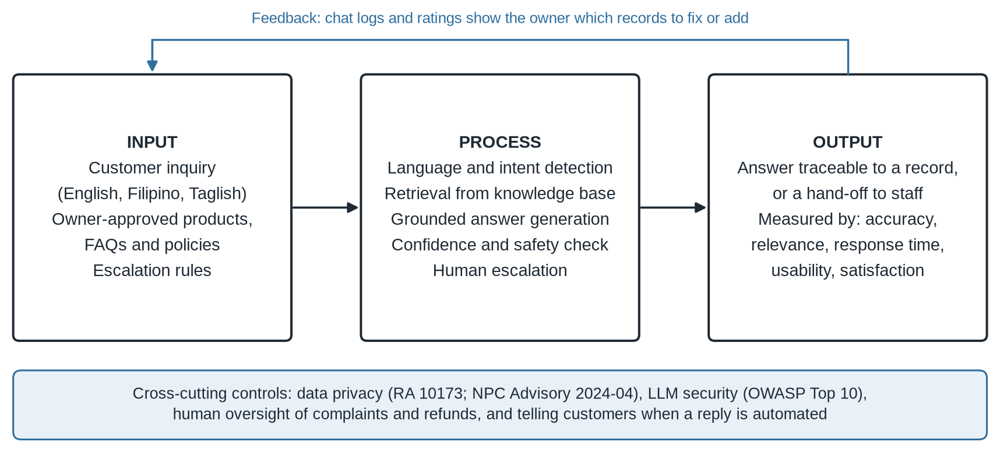 Feedback: chat logs and ratings show the owner which records to fix or add
INPUT
Customer inquiry
(English, Filipino, Taglish)
Owner-approved products,
FAQs and policies
Escalation rules
PROCESS
Language and intent detection
Retrieval from knowledge base
Grounded answer generation
Confidence and safety check
Human escalation
OUTPUT
Answer traceable to a record,
or a hand-off to staff
Measured by: accuracy,
relevance, response time,
usability, satisfaction
Cross-cutting controls: data privacy (RA 10173; NPC Advisory 2024-04), LLM security (OWASP Top 10),
human oversight of complaints and refunds, and telling customers when a reply is automated